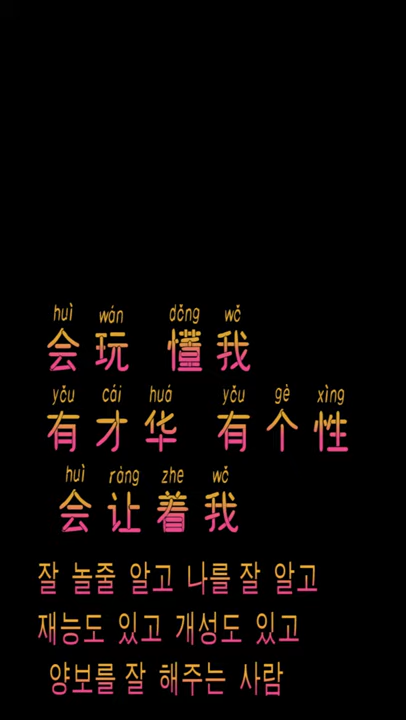 huì wán dǒng wǒ
会玩 懂我
yǒu cái huá yǒu gè xìng
有才华 有个性
huì ràng zhe wǒ
会让着我
잘 놀줄 알고 나를 잘 알고
재능도 있고 개성도 있고
양보를 잘 해주는 사람